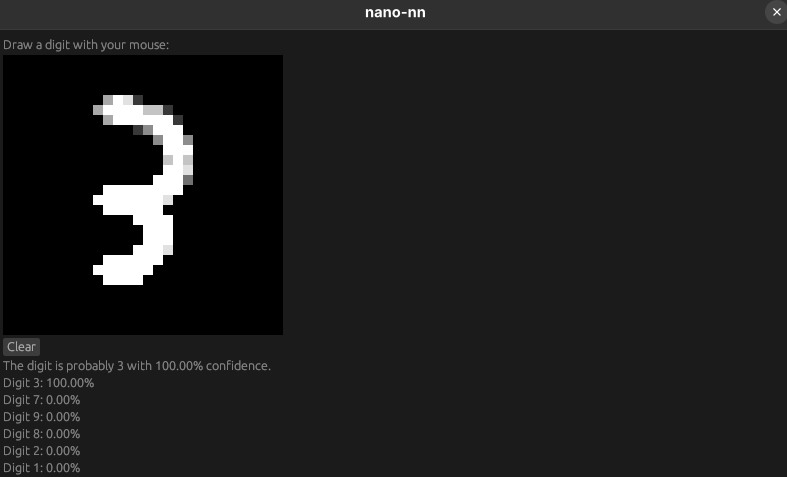 nano-nn
Draw a digit with your mouse:
3
Clear
The digit is probably 3 with 100.00% confidence.
Digit 3: 100.00%
Digit 7: 0.00%
Digit 9: 0.00%
Digit 8: 0.00%
Digit 2: 0.00%
Digit 1: 0.00%